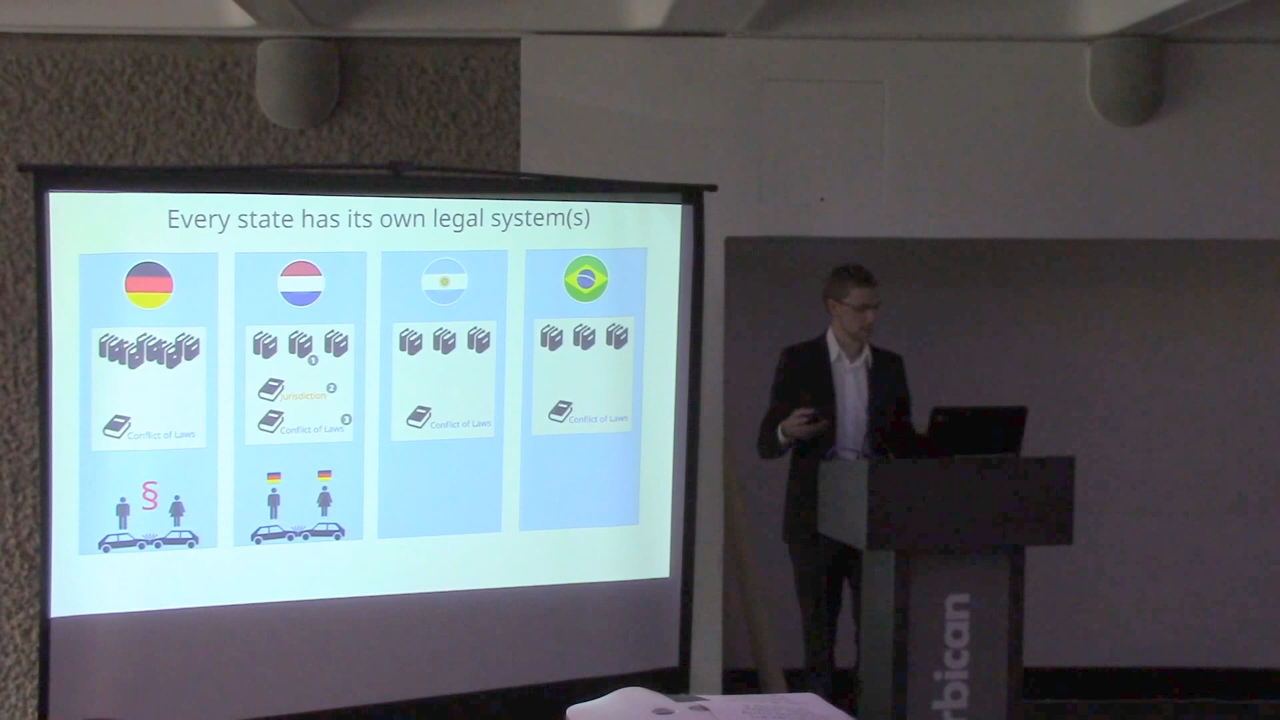 Every state has its own legal system(s)
1
jurisdiction 2
Conflict of Laws
Conflict of Laws 3
Conflict of Laws
Conflict of Laws
§
rbican